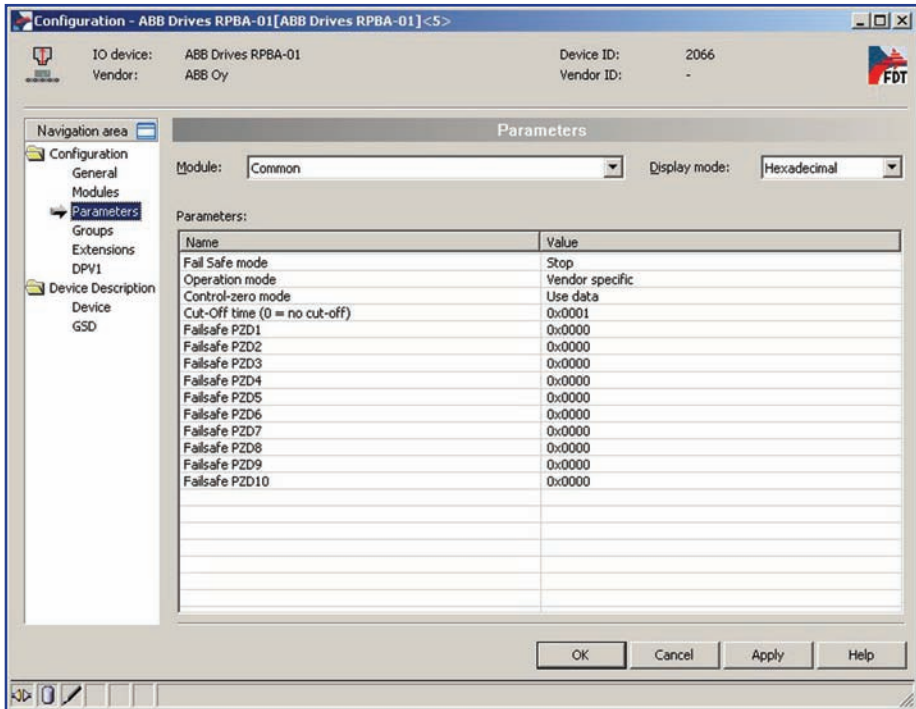 Configuration - ABB Drives RPBA-01[ABB Drives RPBA-01]<5>
IO device: ABB Drives RPBA-01 Device ID: 2066
Vendor: ABB Oy Vendor ID: -
FDT
Navigation area
Configuration
General
Modules
Parameters
Groups
Extensions
DPV1
Device Description
Device
GSD
Parameters
Module: Common Display mode: Hexadecimal
Parameters:
Name Value
Fail Safe mode Stop
Operation mode Vendor specific
Control-zero mode Use data
Cut-Off time (0 = no cut-off) 0x0001
Failsafe PZD1 0x0000
Failsafe PZD2 0x0000
Failsafe PZD3 0x0000
Failsafe PZD4 0x0000
Failsafe PZD5 0x0000
Failsafe PZD6 0x0000
Failsafe PZD7 0x0000
Failsafe PZD8 0x0000
Failsafe PZD9 0x0000
Failsafe PZD10 0x0000
OK Cancel Apply Help